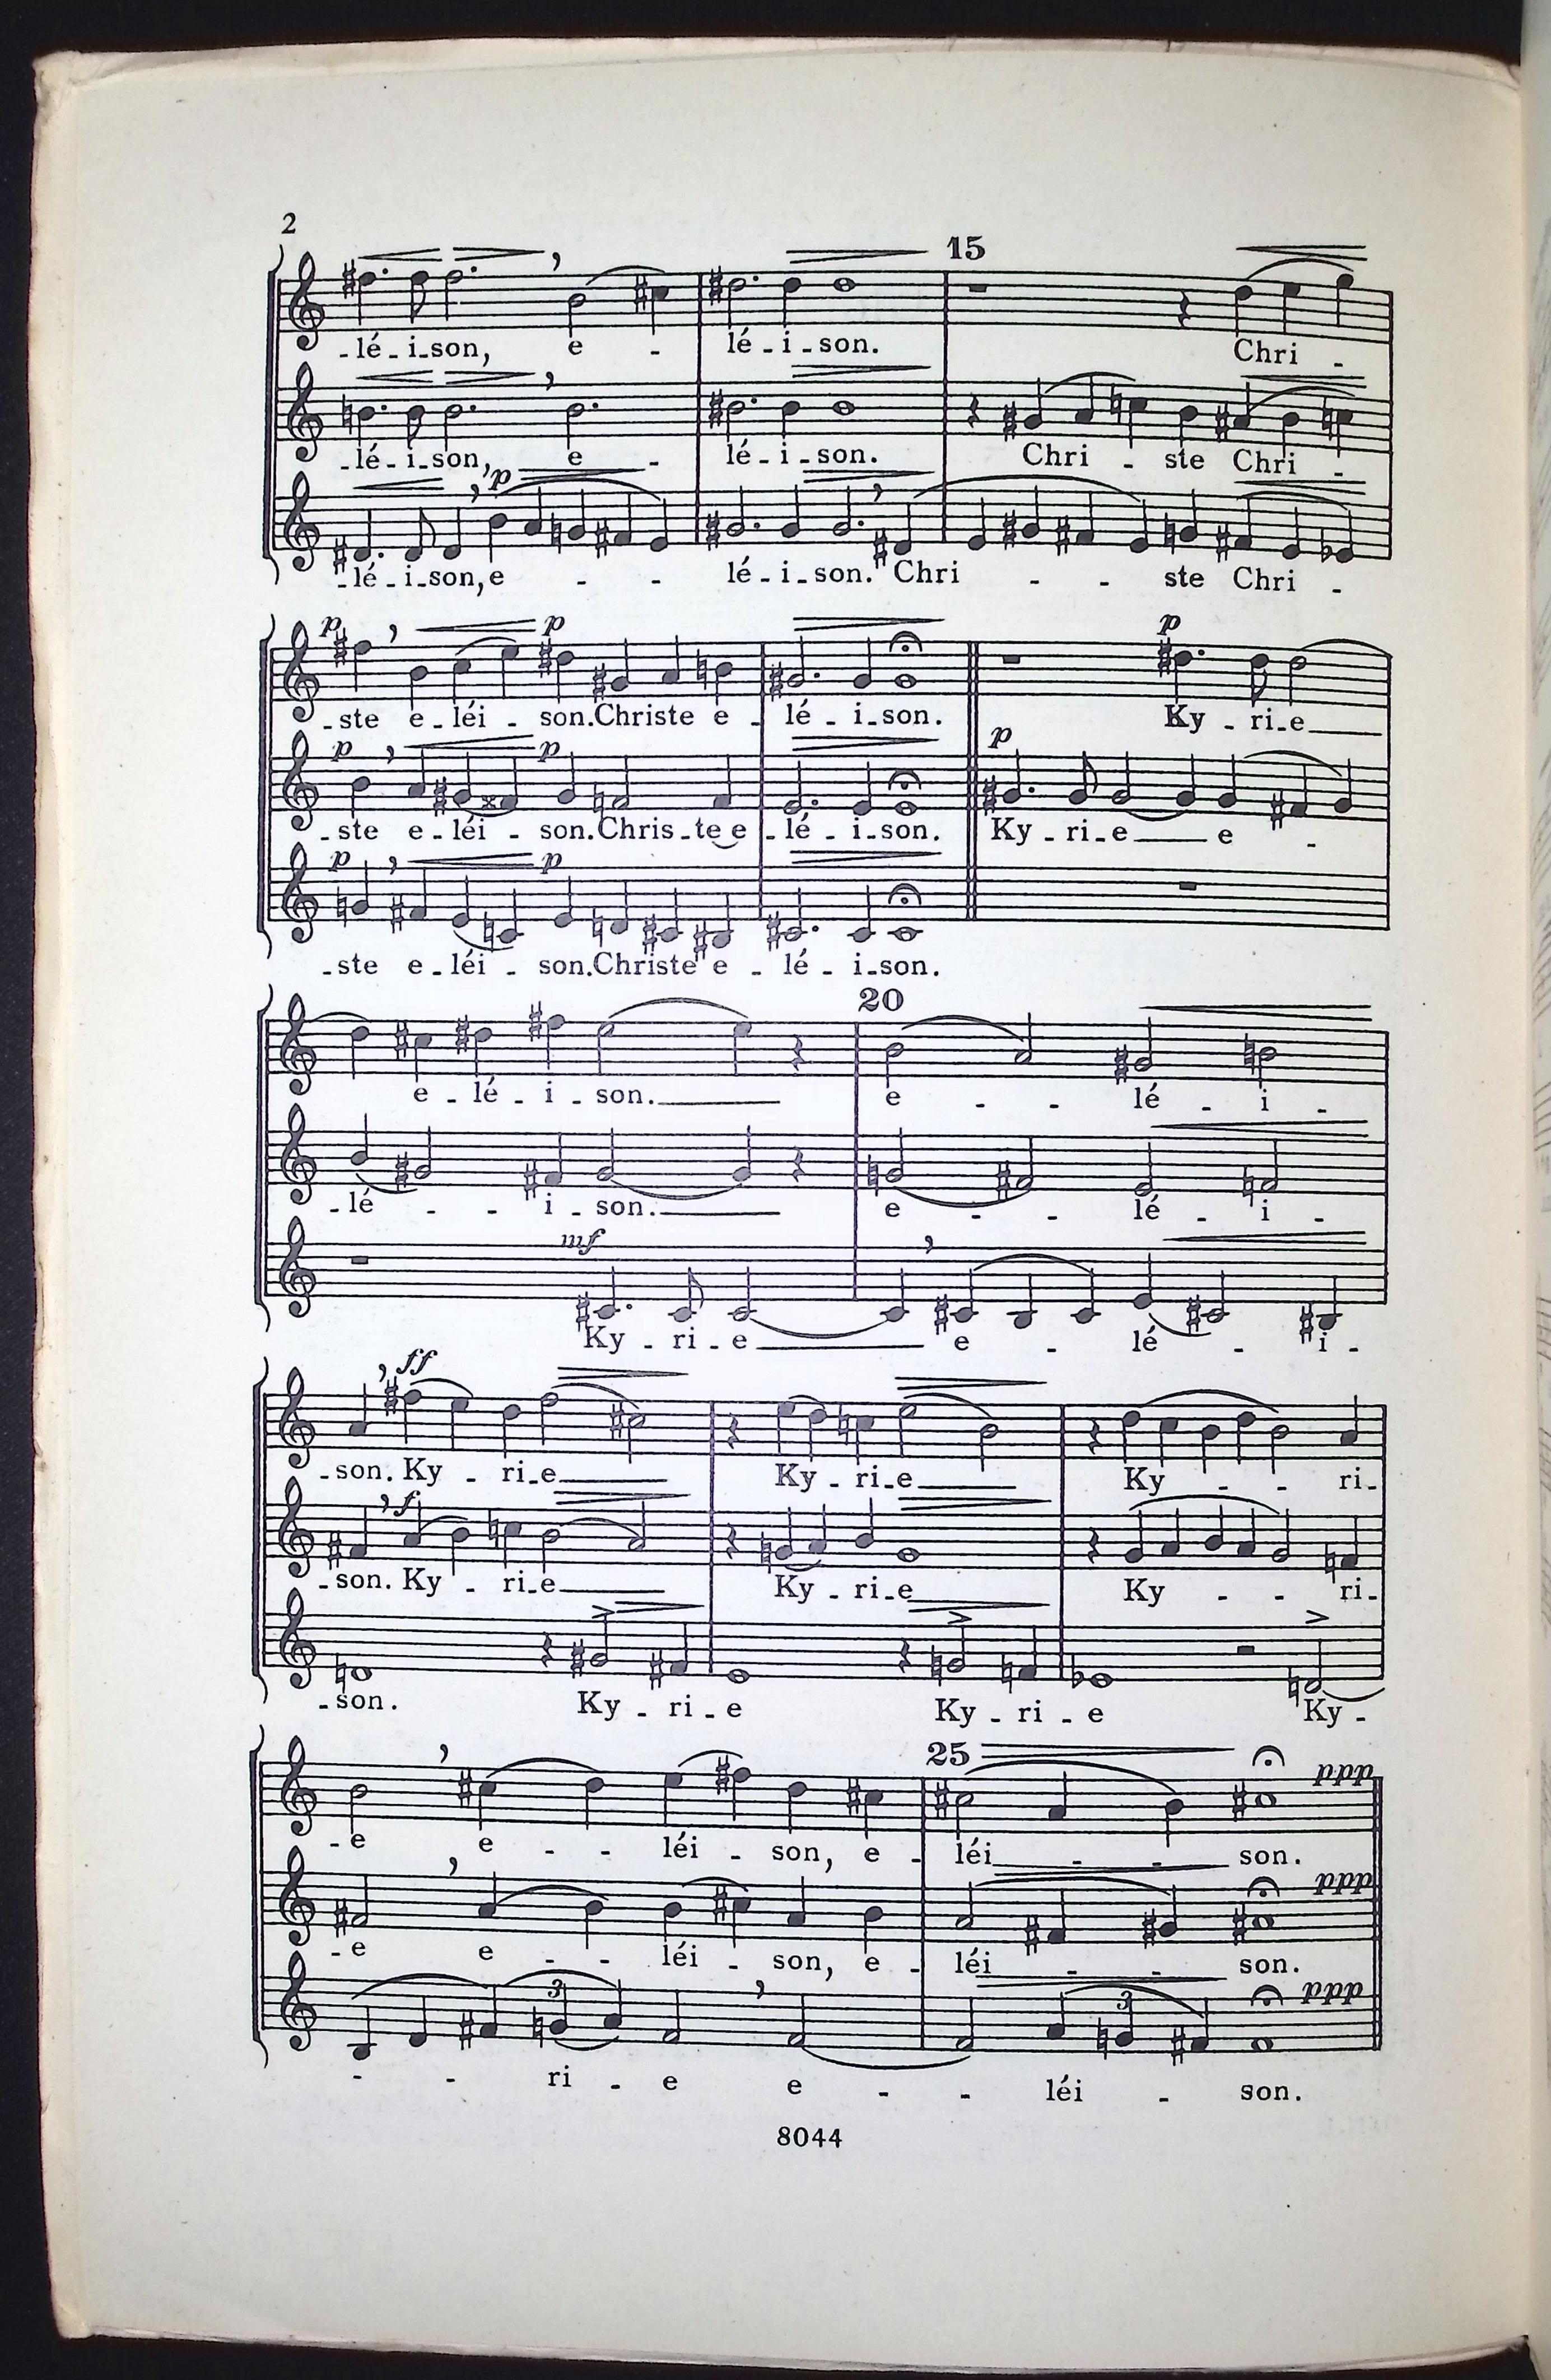 2
15
-lé-i-son, e - lé-i-son. Chri -
-lé-i-son, e - lé-i-son. Chri - ste Chri -
p
-lé-i-son, e - - lé-i-son. Chri - - ste Chri -
p p p
-ste e-léi - son. Christe e - lé - i-son. Ky - ri-e
p p p
-ste e-léi - son. Chris-te e -lé - i-son. Ky - ri-e e -
p p
-ste e-léi - son. Christe e - lé - i-son.
20
e - lé - i - son. e - - lé - i -
-lé - - i - son. e - - lé - i -
mf
Ky - ri - e e - lé - i -
ff
-son. Ky - ri-e Ky - ri-e Ky - - ri-
f
-son. Ky - ri-e Ky - ri-e Ky - - ri-
-son. Ky - ri - e Ky - ri - e Ky -
25 ppp
-e e - - léi - son, e - léi - - son.
ppp
-e e - - léi - son, e - léi - - son.
3 3 ppp
- - ri - e e - - léi - son.
8044